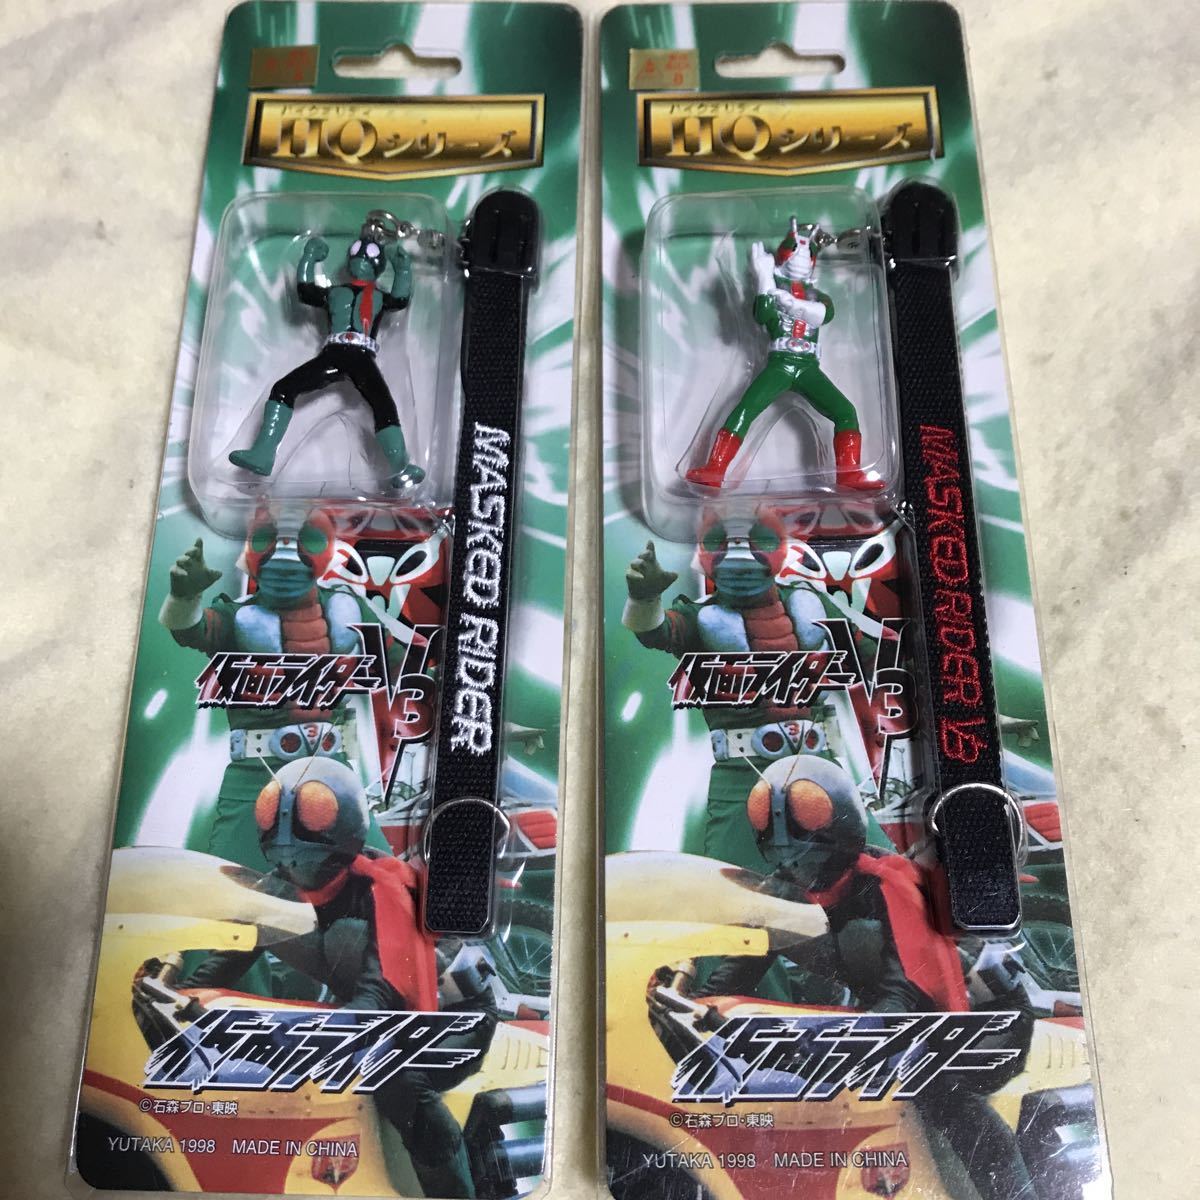 ハイクオリティ
HQシリーズ
MASKED RIDER
仮面ライダーV3
仮面ライダー
©石森プロ・東映
YUTAKA 1998 MADE IN CHINA
ハイクオリティ
HQシリーズ
MASKED RIDER V3
仮面ライダーV3
仮面ライダー
©石森プロ・東映
YUTAKA 1998 MADE IN CHINA